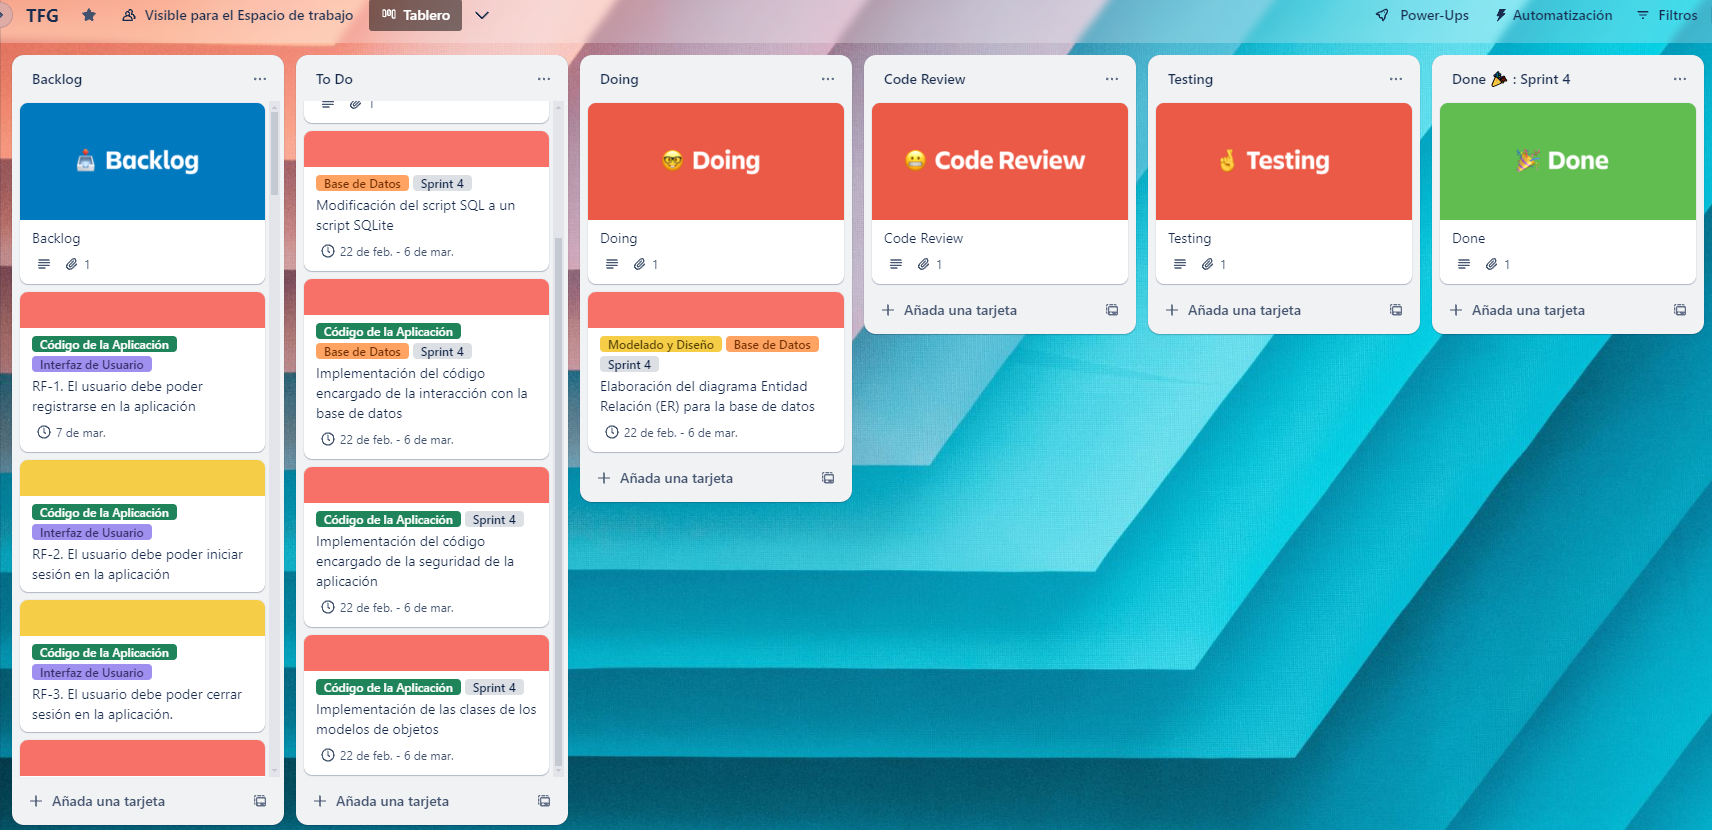 TFG
Visible para el Espacio de trabajo
Tablero
Power-Ups
Automatización
Filtros
Backlog
Backlog
Backlog
1
Código de la Aplicación
Interfaz de Usuario
RF-1. El usuario debe poder
registrarse en la aplicación
7 de mar.
Código de la Aplicación
Interfaz de Usuario
RF-2. El usuario debe poder iniciar
sesión en la aplicación
Código de la Aplicación
Interfaz de Usuario
RF-3. El usuario debe poder cerrar
sesión en la aplicación.
Añada una tarjeta
To Do
1
Base de Datos Sprint 4
Modificación del script SQL a un
script SQLite
22 de feb. - 6 de mar.
Código de la Aplicación
Base de Datos Sprint 4
Implementación del código
encargado de la interacción con la
base de datos
22 de feb. - 6 de mar.
Código de la Aplicación Sprint 4
Implementación del código
encargado de la seguridad de la
aplicación
22 de feb. - 6 de mar.
Código de la Aplicación Sprint 4
Implementación de las clases de los
modelos de objetos
22 de feb. - 6 de mar.
Añada una tarjeta
Doing
Doing
Doing
1
Modelado y Diseño Base de Datos
Sprint 4
Elaboración del diagrama Entidad
Relación (ER) para la base de datos
22 de feb. - 6 de mar.
Añada una tarjeta
Code Review
Code Review
Code Review
1
Añada una tarjeta
Testing
Testing
Testing
1
Añada una tarjeta
Done 🎉 : Sprint 4
Done
Done
1
Añada una tarjeta